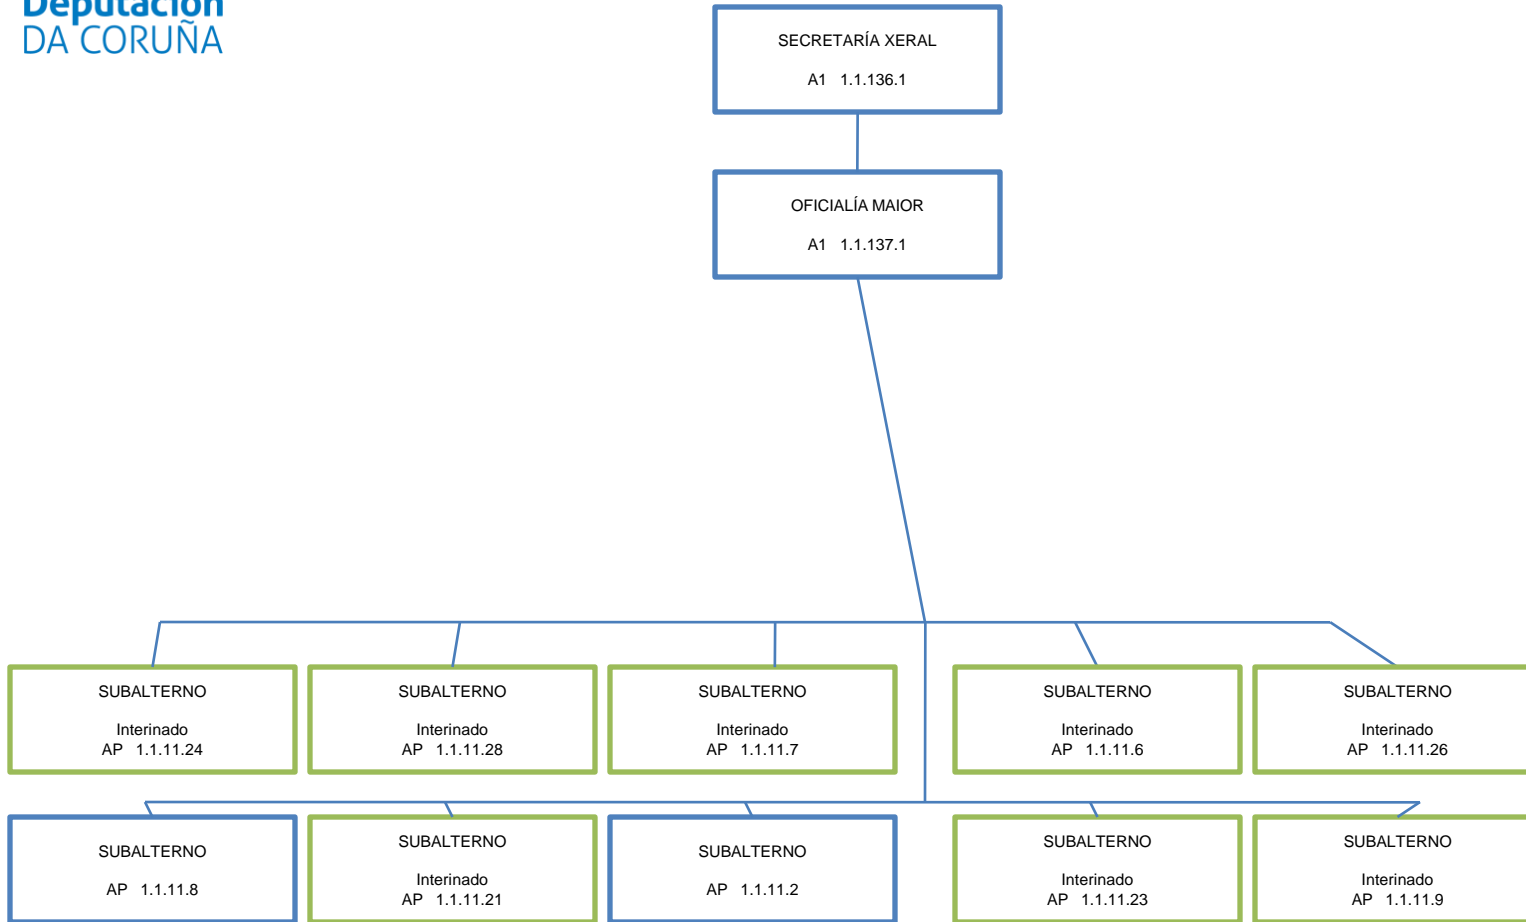 Deputación
DA CORUÑA
SECRETARÍA XERAL
A1 1.1.136.1
OFICIALÍA MAIOR
A1 1.1.137.1
SUBALTERNO
Interinado
AP 1.1.11.24
SUBALTERNO
Interinado
AP 1.1.11.28
SUBALTERNO
Interinado
AP 1.1.11.7
SUBALTERNO
Interinado
AP 1.1.11.6
SUBALTERNO
Interinado
AP 1.1.11.26
SUBALTERNO
AP 1.1.11.8
SUBALTERNO
Interinado
AP 1.1.11.21
SUBALTERNO
AP 1.1.11.2
SUBALTERNO
Interinado
AP 1.1.11.23
SUBALTERNO
Interinado
AP 1.1.11.9